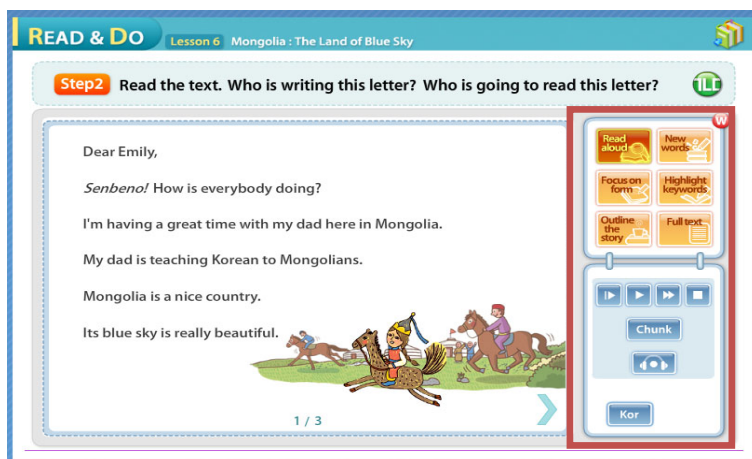 READ & DO Lesson 6 Mongolia : The Land of Blue Sky
Step2 Read the text. Who is writing this letter? Who is going to read this letter?
Dear Emily,
Senbeno! How is everybody doing?
I'm having a great time with my dad here in Mongolia.
My dad is teaching Korean to Mongolians.
Mongolia is a nice country.
Its blue sky is really beautiful.
1 / 3
W
Read aloud
New words
Focus on form
Highlight keywords
Outline the story
Full text
Chunk
Kor